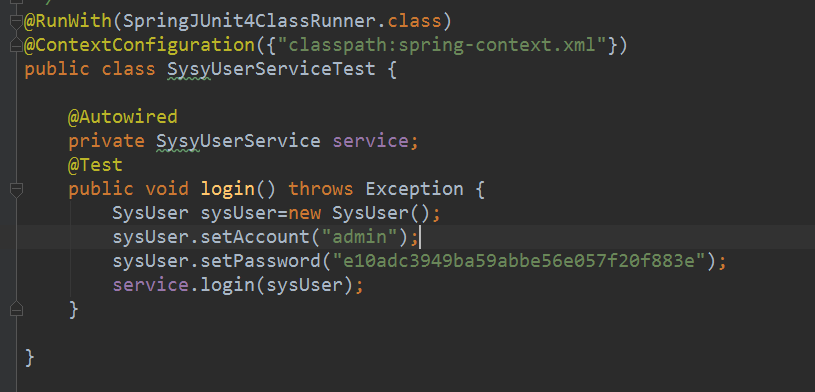 @RunWith(SpringJUnit4ClassRunner.class)
@ContextConfiguration({"classpath:spring-context.xml"})
public class SysyUserServiceTest {
@Autowired
private SysyUserService service;
@Test
public void login() throws Exception {
SysUser sysUser=new SysUser();
sysUser.setAccount("admin");
sysUser.setPassword("e10adc3949ba59abbe56e057f20f883e");
service.login(sysUser);
}
}